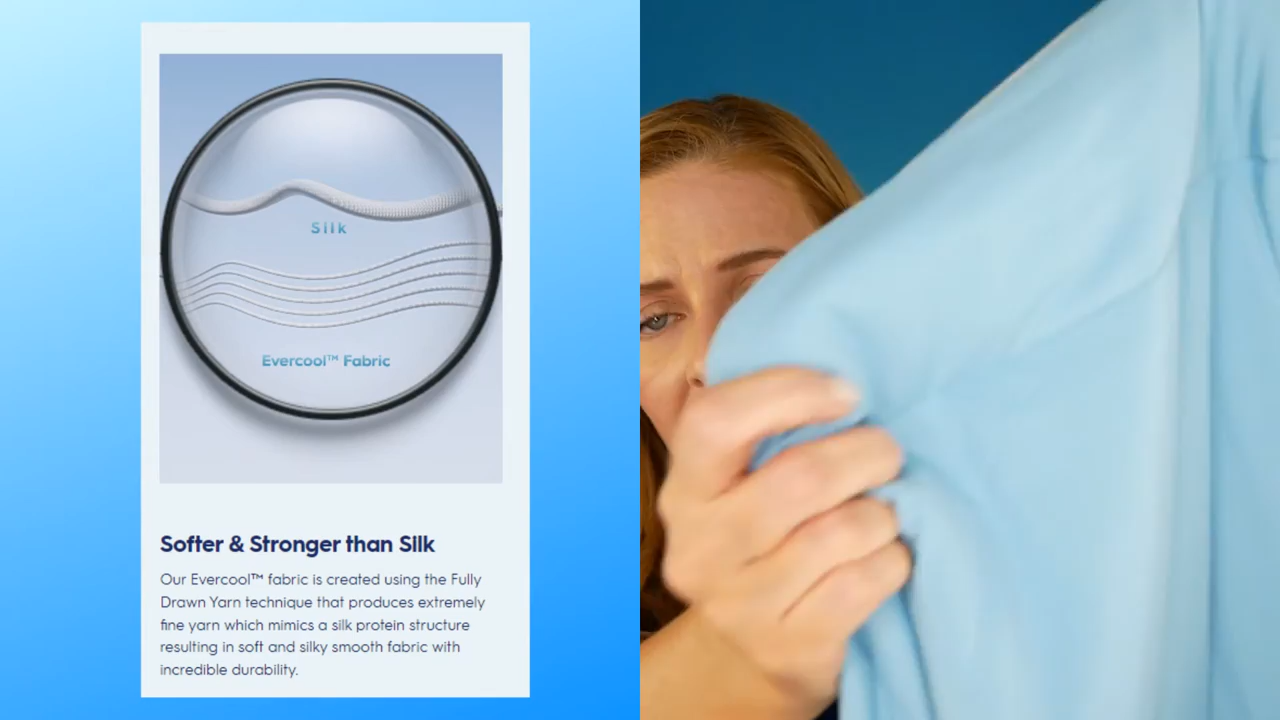 Silk
Evercool™ Fabric
Softer & Stronger than Silk
Our Evercool™ fabric is created using the Fully
Drawn Yarn technique that produces extremely
fine yarn which mimics a silk protein structure
resulting in soft and silky smooth fabric with
incredible durability.